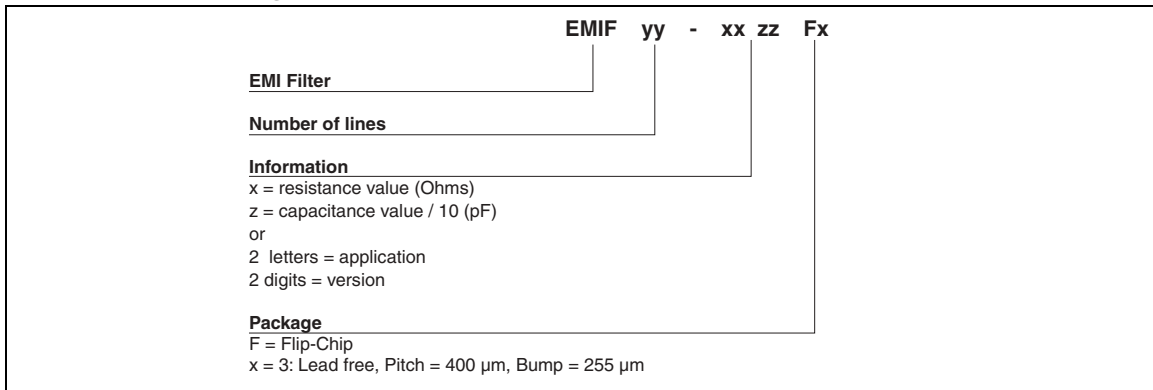 EMIF yy - xx zz Fx
EMI Filter
Number of lines
Information
x = resistance value (Ohms)
z = capacitance value / 10 (pF)
or
2 letters = application
2 digits = version
Package
F = Flip-Chip
x = 3: Lead free, Pitch = 400 µm, Bump = 255 µm